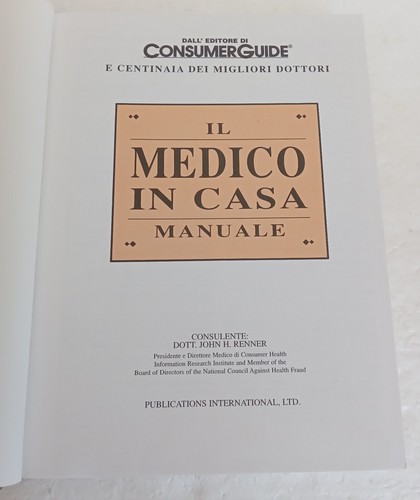 DALL' EDITORE DI
CONSUMERGUIDE®
E CENTINAIA DEI MIGLIORI DOTTORI
IL
MEDICO
IN CASA
MANUALE
CONSULENTE:
DOTT. JOHN H. RENNER
Presidente e Direttore Medico di Consumer Health
Information Research Institute and Member of the
Board of Directors of the National Council Against Health Fraud
PUBLICATIONS INTERNATIONAL, LTD.